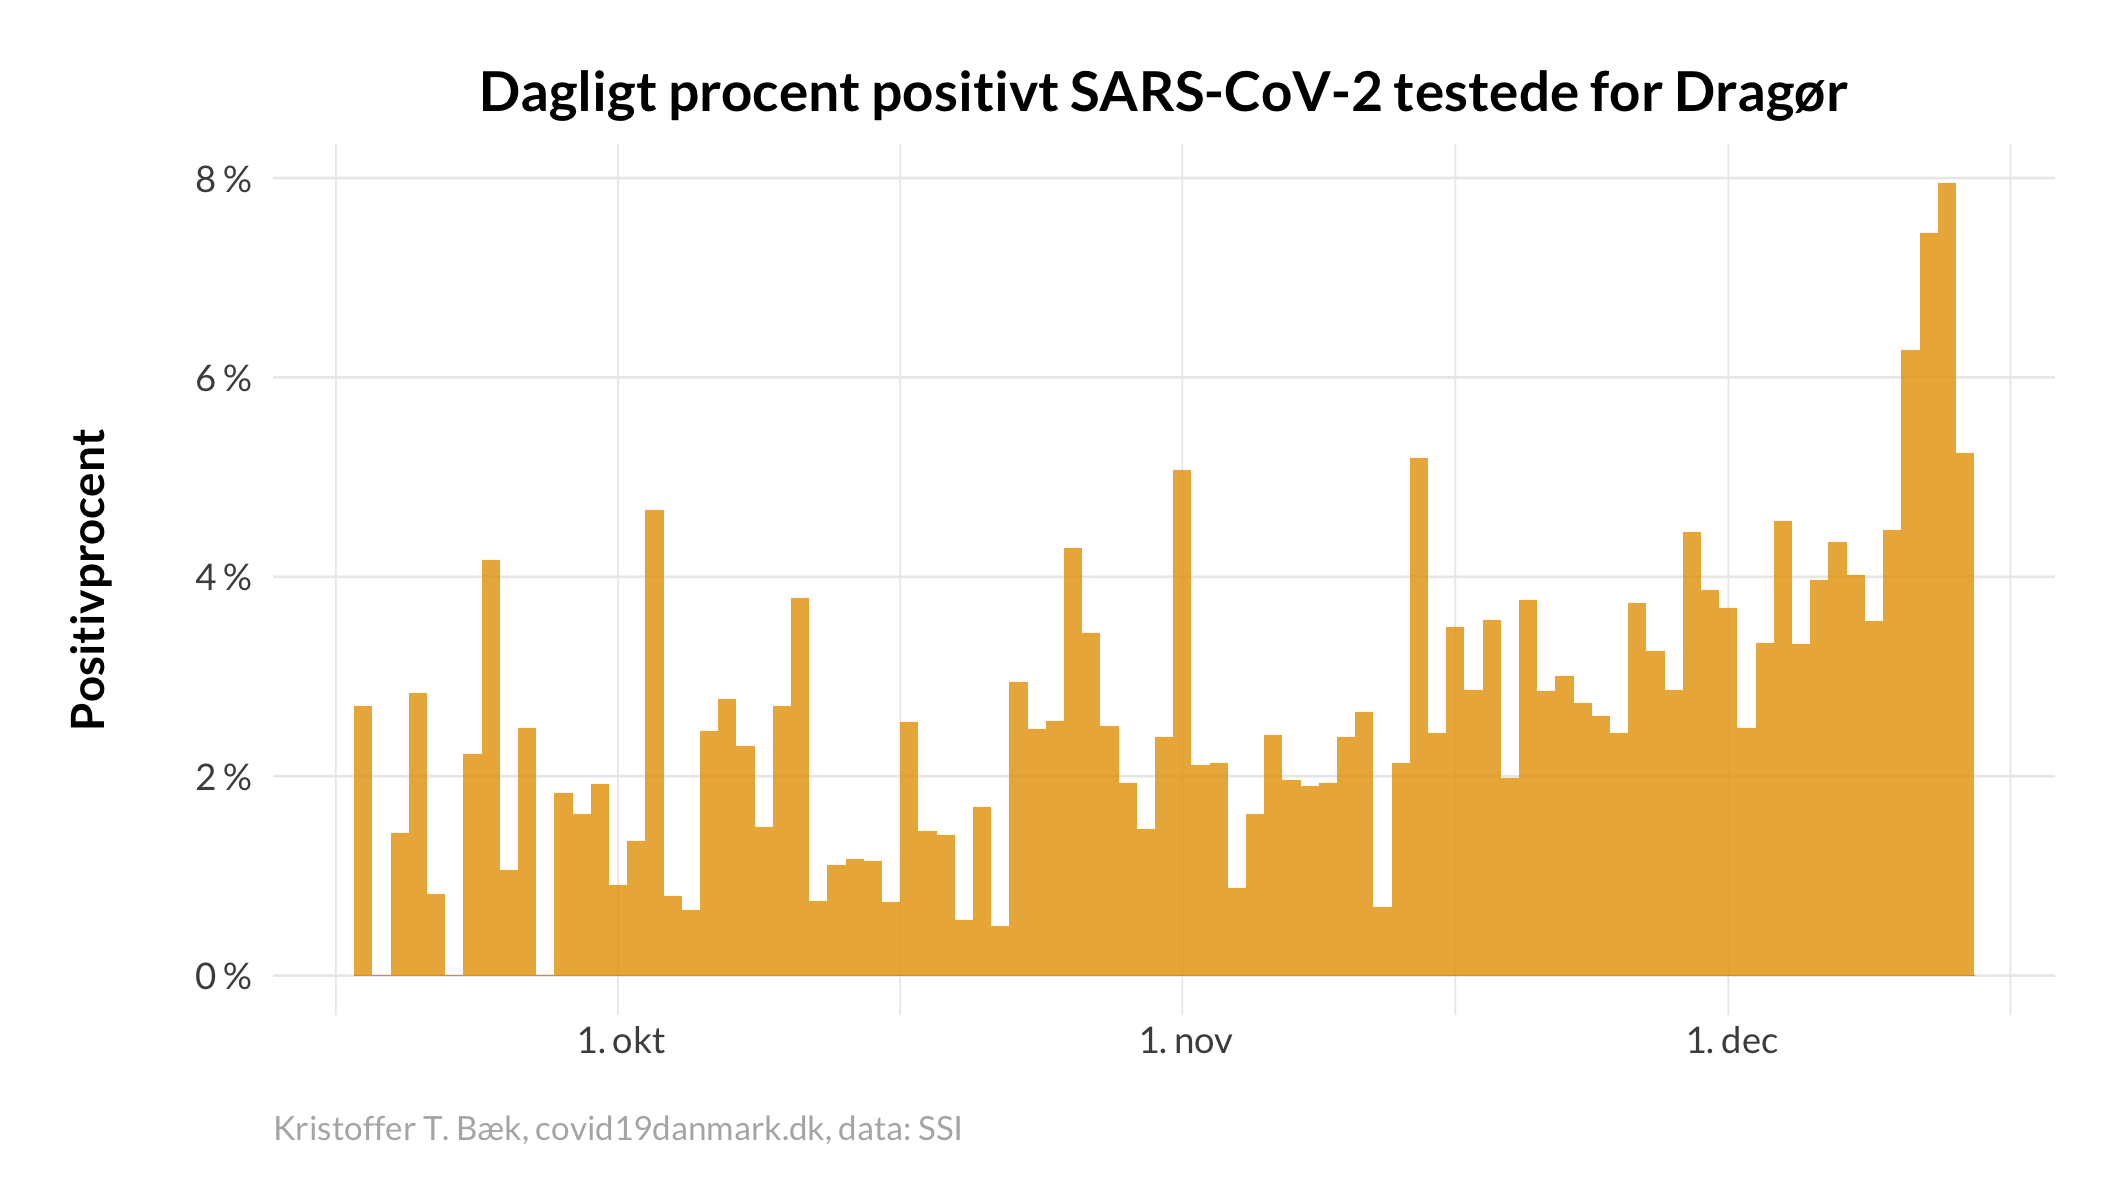 Dagligt procent positivt SARS-CoV-2 testede for Dragør
Positivprocent
8 %
6 %
4 %
2 %
0 %
1. okt
1. nov
1. dec
Kristoffer T. Bæk, covid19danmark.dk, data: SSI